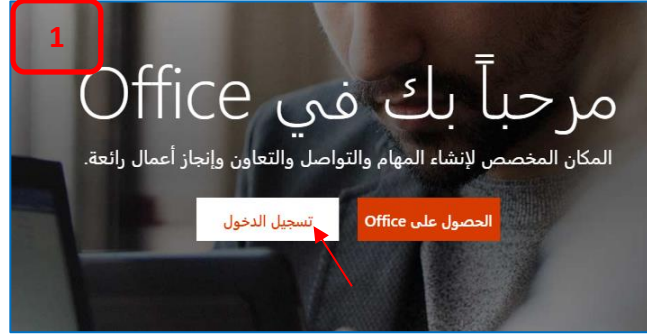 1
مرحباً بك في Office
المكان المخصص لإنشاء المهام والتواصل والتعاون وإنجاز أعمال رائعة.
الحصول على Office
تسجيل الدخول